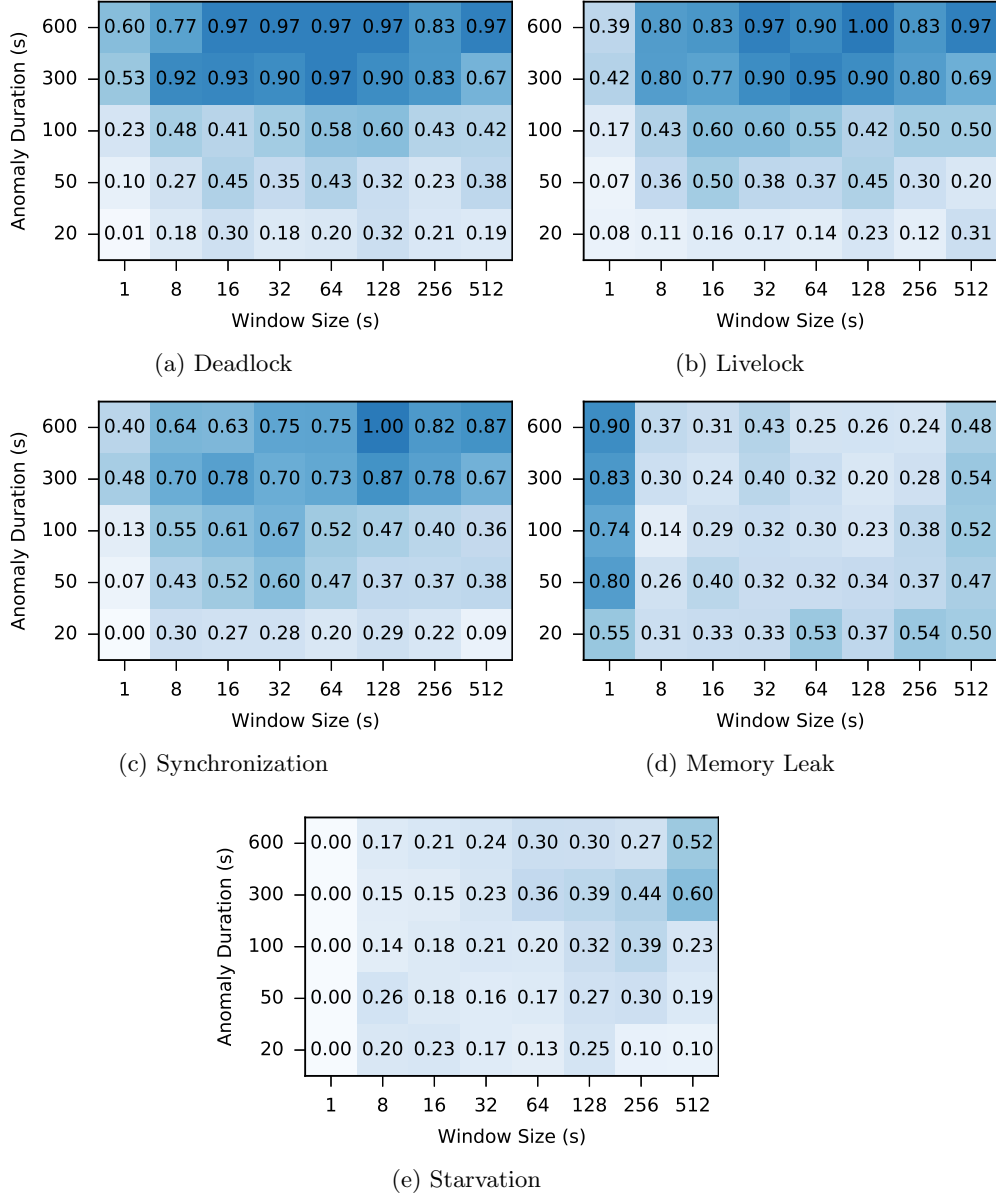 Anomaly Duration (s)
600 0.60 0.77 0.97 0.97 0.97 0.97 0.83 0.97
300 0.53 0.92 0.93 0.90 0.97 0.90 0.83 0.67
100 0.23 0.48 0.41 0.50 0.58 0.60 0.43 0.42
50 0.10 0.27 0.45 0.35 0.43 0.32 0.23 0.38
20 0.01 0.18 0.30 0.18 0.20 0.32 0.21 0.19
1 8 16 32 64 128 256 512
Window Size (s)
(a) Deadlock
600 0.39 0.80 0.83 0.97 0.90 1.00 0.83 0.97
300 0.42 0.80 0.77 0.90 0.95 0.90 0.80 0.69
100 0.17 0.43 0.60 0.60 0.55 0.42 0.50 0.50
50 0.07 0.36 0.50 0.38 0.37 0.45 0.30 0.20
20 0.08 0.11 0.16 0.17 0.14 0.23 0.12 0.31
1 8 16 32 64 128 256 512
Window Size (s)
(b) Livelock
Anomaly Duration (s)
600 0.40 0.64 0.63 0.75 0.75 1.00 0.82 0.87
300 0.48 0.70 0.78 0.70 0.73 0.87 0.78 0.67
100 0.13 0.55 0.61 0.67 0.52 0.47 0.40 0.36
50 0.07 0.43 0.52 0.60 0.47 0.37 0.37 0.38
20 0.00 0.30 0.27 0.28 0.20 0.29 0.22 0.09
1 8 16 32 64 128 256 512
Window Size (s)
(c) Synchronization
600 0.90 0.37 0.31 0.43 0.25 0.26 0.24 0.48
300 0.83 0.30 0.24 0.40 0.32 0.20 0.28 0.54
100 0.74 0.14 0.29 0.32 0.30 0.23 0.38 0.52
50 0.80 0.26 0.40 0.32 0.32 0.34 0.37 0.47
20 0.55 0.31 0.33 0.33 0.53 0.37 0.54 0.50
1 8 16 32 64 128 256 512
Window Size (s)
(d) Memory Leak
Anomaly Duration (s)
600 0.00 0.17 0.21 0.24 0.30 0.30 0.27 0.52
300 0.00 0.15 0.15 0.23 0.36 0.39 0.44 0.60
100 0.00 0.14 0.18 0.21 0.20 0.32 0.39 0.23
50 0.00 0.26 0.18 0.16 0.17 0.27 0.30 0.19
20 0.00 0.20 0.23 0.17 0.13 0.25 0.10 0.10
1 8 16 32 64 128 256 512
Window Size (s)
(e) Starvation